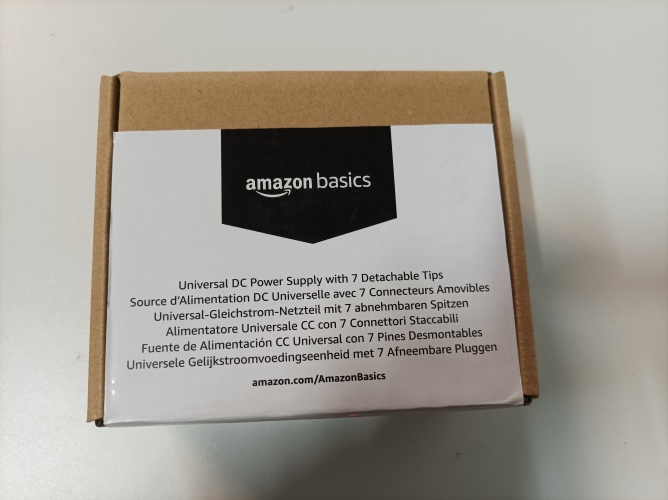 amazon basics
Universal DC Power Supply with 7 Detachable Tips
Source d'Alimentation DC Universelle avec 7 Connecteurs Amovibles
Universal-Gleichstrom-Netzteil mit 7 abnehmbaren Spitzen
Alimentatore Universale CC con 7 Connettori Staccabili
Fuente de Alimentación CC Universal con 7 Pines Desmontables
Universele Gelijkstroomvoedingseenheid met 7 Afneembare Pluggen
amazon.com/AmazonBasics